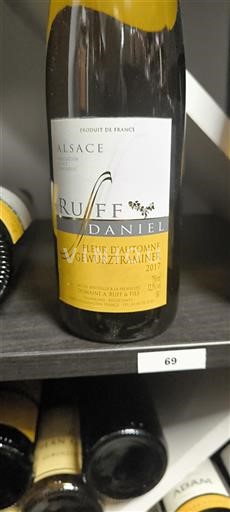 PRODUIT DE FRANCE
ALSACE
RUFF
DANIEL
FLEUR D'AUTOMNE
GEWURZTRAMINER
2017
DOMAINE A. RUFF & FILS
69
ADAM